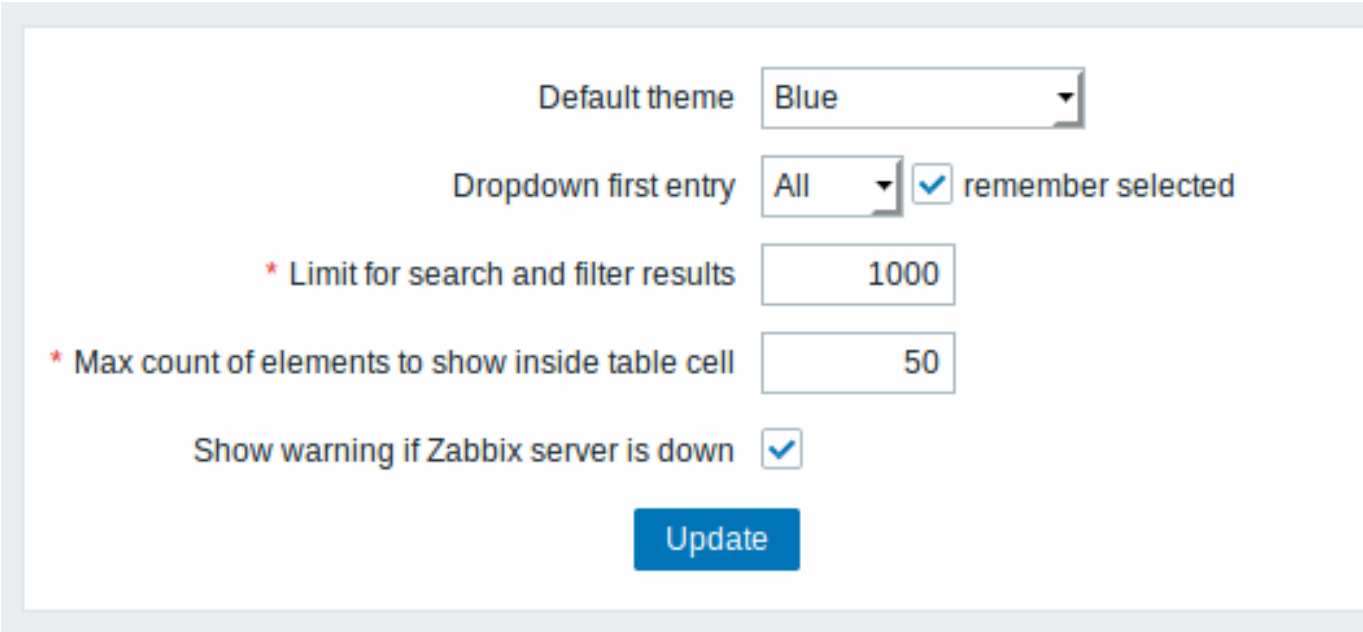 Default theme Blue
Dropdown first entry All remember selected
* Limit for search and filter results 1000
* Max count of elements to show inside table cell 50
Show warning if Zabbix server is down
Update